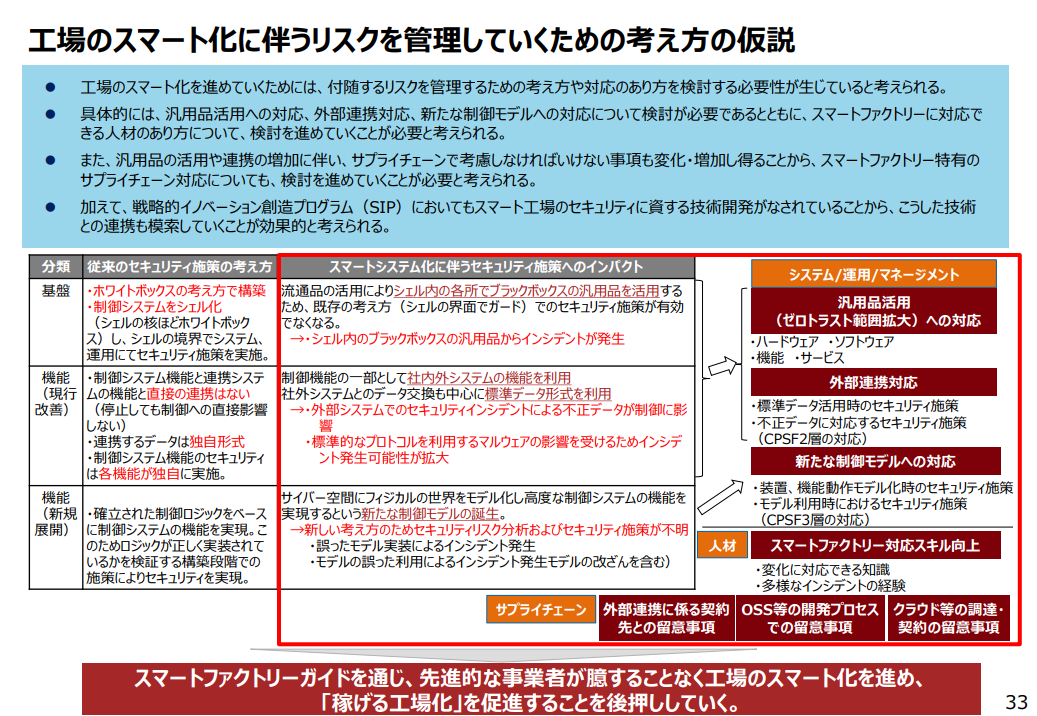 工場のスマート化に伴うリスクを管理していくための考え方の仮説
● 工場のスマート化を進めていくためには、付随するリスクを管理するための考え方や対応のあり方を検討する必要性が生じていると考えられる。
● 具体的には、汎用品活用への対応、外部連携対応、新たな制御モデルへの対応について検討が必要であるとともに、スマートファクトリーに対応で
きる人材のあり方について、検討を進めていくことが必要と考えられる。
● また、汎用品の活用や連携の増加に伴い、サプライチェーンで考慮しなければいけない事項も変化・増加し得ることから、スマートファクトリー特有の
サプライチェーン対応についても、検討を進めていくことが必要と考えられる。
● 加えて、戦略的イノベーション創造プログラム（SIP）においてもスマート工場のセキュリティに資する技術開発がなされていることから、こうした技術
との連携も模索していくことが効果的と考えられる。
分類
従来のセキュリティ施策の考え方
スマートシステム化に伴うセキュリティ施策へのインパクト
基盤
・ホワイトボックスの考え方で構築
・制御システムをシェル化
（シェルの核ほどホワイトボック
ス）し、シェルの境界でシステム、
運用にてセキュリティ施策を実施。
流通品の活用によりシェル内の各所でブラックボックスの汎用品を活用する
ため、既存の考え方（シェルの界面でガード）でのセキュリティ施策が有効
でなくなる。
→・シェル内のブラックボックスの汎用品からインシデントが発生
機能
（現行
改善）
・制御システム機能と連携システ
ムの機能と直接の連携はない
（停止しても制御への直接影響
しない）
・連携するデータは独自形式
・制御システム機能のセキュリティ
は各機能が独自に実施。
制御機能の一部として社内外システムの機能を利用
社外システムとのデータ交換も中心に標準データ形式を利用
→・外部システムでのセキュリティインシデントによる不正データが制御に影
響
・標準的なプロトコルを利用するマルウェアの影響を受けるためインシデ
ント発生可能性が拡大
機能
（新規
展開）
・確立された制御ロジックをベース
に制御システムの機能を実現。こ
のためロジックが正しく実装されて
いるかを検証する構築段階での
施策によりセキュリティを実現。
サイバー空間にフィジカルの世界をモデル化し高度な制御システムの機能を
実現するという新たな制御モデルの誕生。
→新しい考え方のためセキュリティリスク分析およびセキュリティ施策が不明
・誤ったモデル実装によるインシデント発生
・モデルの誤った利用によるインシデント発生モデルの改ざんを含む）
システム/運用/マネージメント
汎用品活用
（ゼロトラスト範囲拡大）への対応
・ハードウェア ・ソフトウェア
・機能 ・サービス
外部連携対応
・標準データ活用時のセキュリティ施策
・不正データに対応するセキュリティ施策
（CPSF2層の対応）
新たな制御モデルへの対応
・装置、機能動作モデル化時のセキュリティ施策
・モデル利用時におけるセキュリティ施策
（CPSF3層の対応）
人材
スマートファクトリー対応スキル向上
・変化に対応できる知識
・多様なインシデントの経験
サプライチェーン
外部連携に係る契約
先との留意事項
OSS等の開発プロセス
での留意事項
クラウド等の調達・
契約の留意事項
スマートファクトリーガイドを通じ、先進的な事業者が臆することなく工場のスマート化を進め、
「稼げる工場化」を促進することを後押ししていく。
33